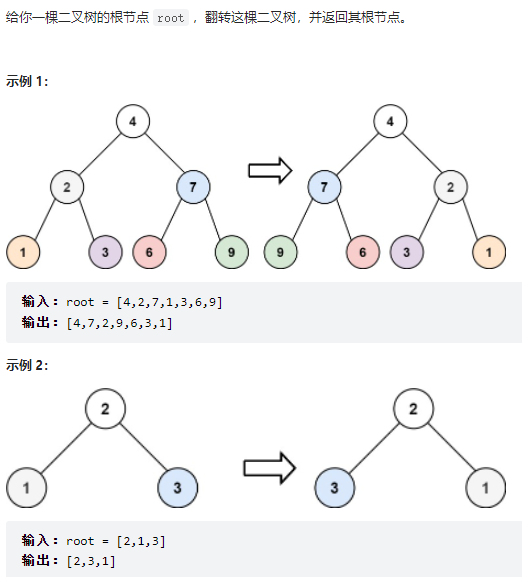 给你一棵二叉树的根节点 root ，翻转这棵二叉树，并返回其根节点。
示例 1：
4 4
2 7 7 2
1 3 6 9 9 6 3 1
输入：root = [4,2,7,1,3,6,9]
输出：[4,7,2,9,6,3,1]
示例 2：
2 2
1 3 3 1
输入：root = [2,1,3]
输出：[2,3,1]